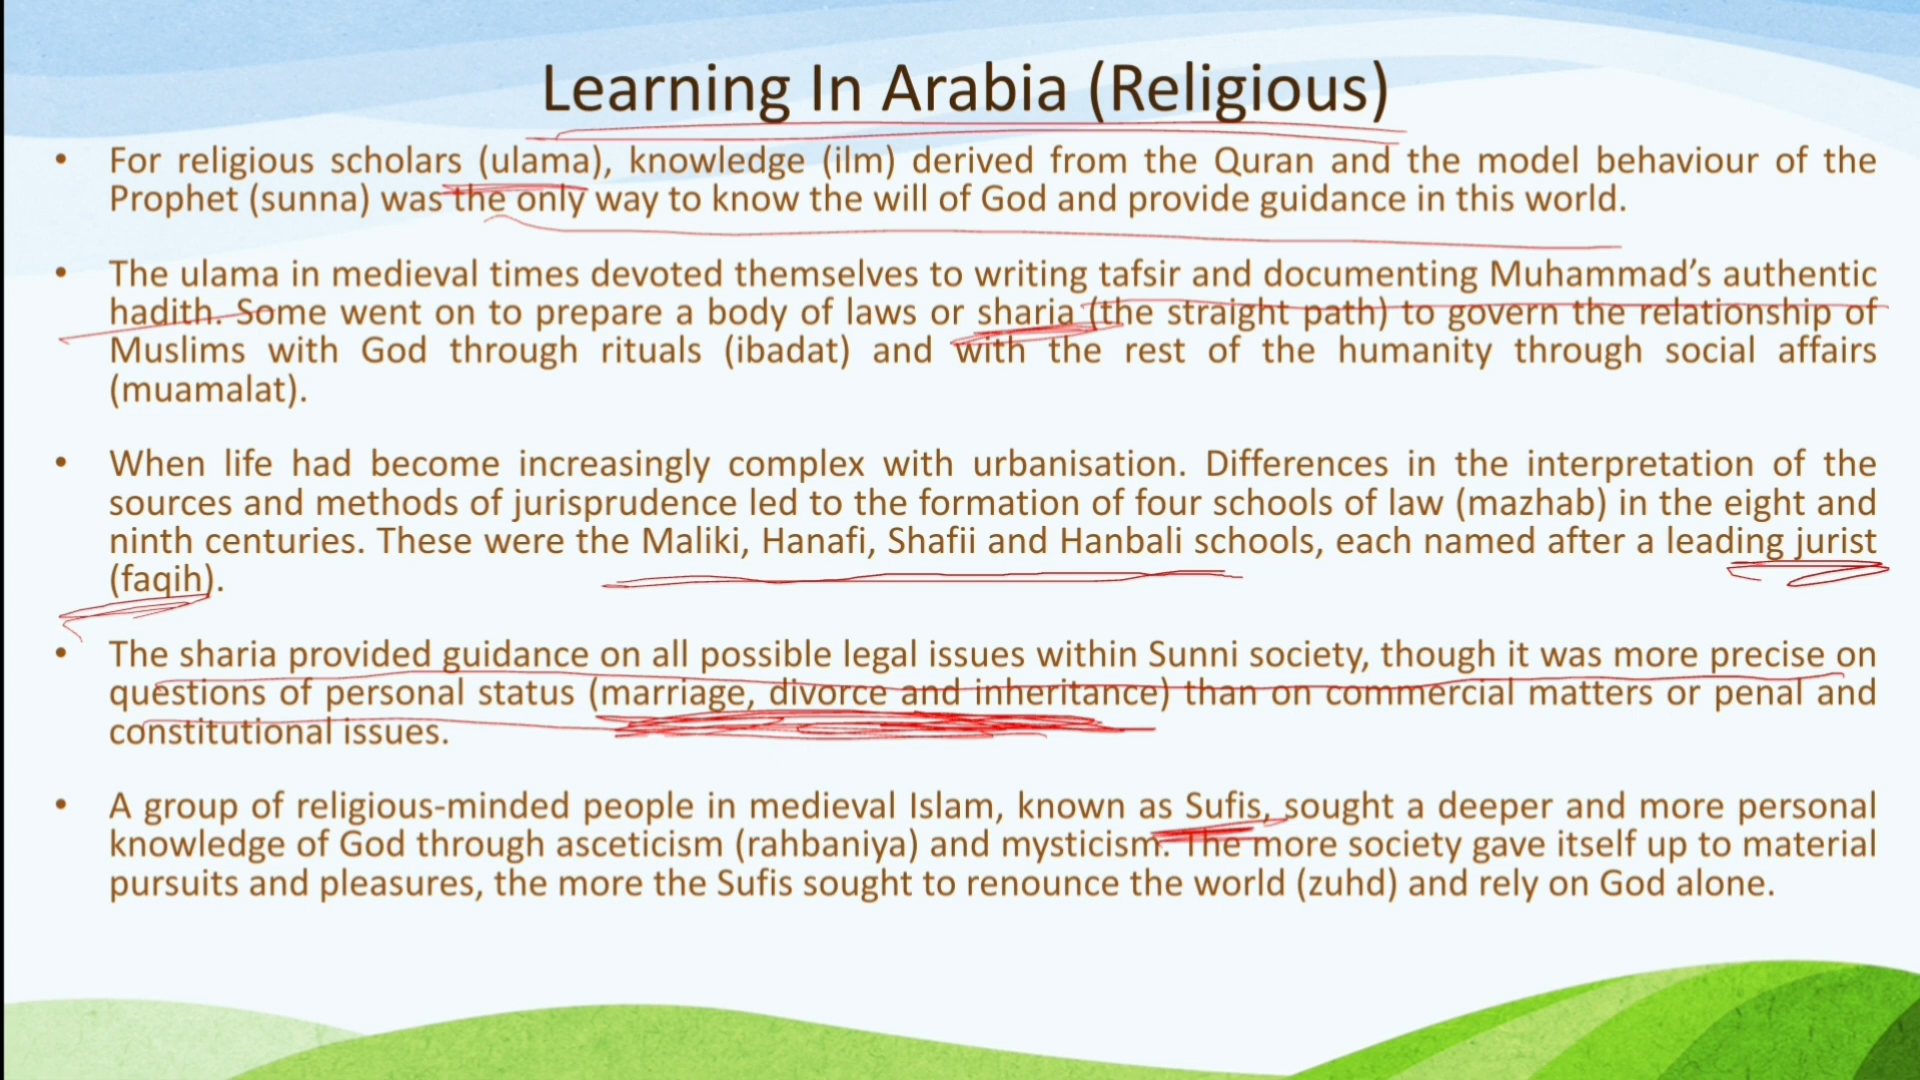 Learning In Arabia (Religious)
• For religious scholars (ulama), knowledge (ilm) derived from the Quran and the model behaviour of the
Prophet (sunna) was the only way to know the will of God and provide guidance in this world.
• The ulama in medieval times devoted themselves to writing tafsir and documenting Muhammad's authentic
hadith. Some went on to prepare a body of laws or sharia (the straight path) to govern the relationship of
Muslims with God through rituals (ibadat) and with the rest of the humanity through social affairs
(muamalat).
• When life had become increasingly complex with urbanisation. Differences in the interpretation of the
sources and methods of jurisprudence led to the formation of four schools of law (mazhab) in the eight and
ninth centuries. These were the Maliki, Hanafi, Shafii and Hanbali schools, each named after a leading jurist
(faqih).
• The sharia provided guidance on all possible legal issues within Sunni society, though it was more precise on
questions of personal status (marriage, divorce and inheritance) than on commercial matters or penal and
constitutional issues.
• A group of religious-minded people in medieval Islam, known as Sufis, sought a deeper and more personal
knowledge of God through asceticism (rahbaniya) and mysticism. The more society gave itself up to material
pursuits and pleasures, the more the Sufis sought to renounce the world (zuhd) and rely on God alone.